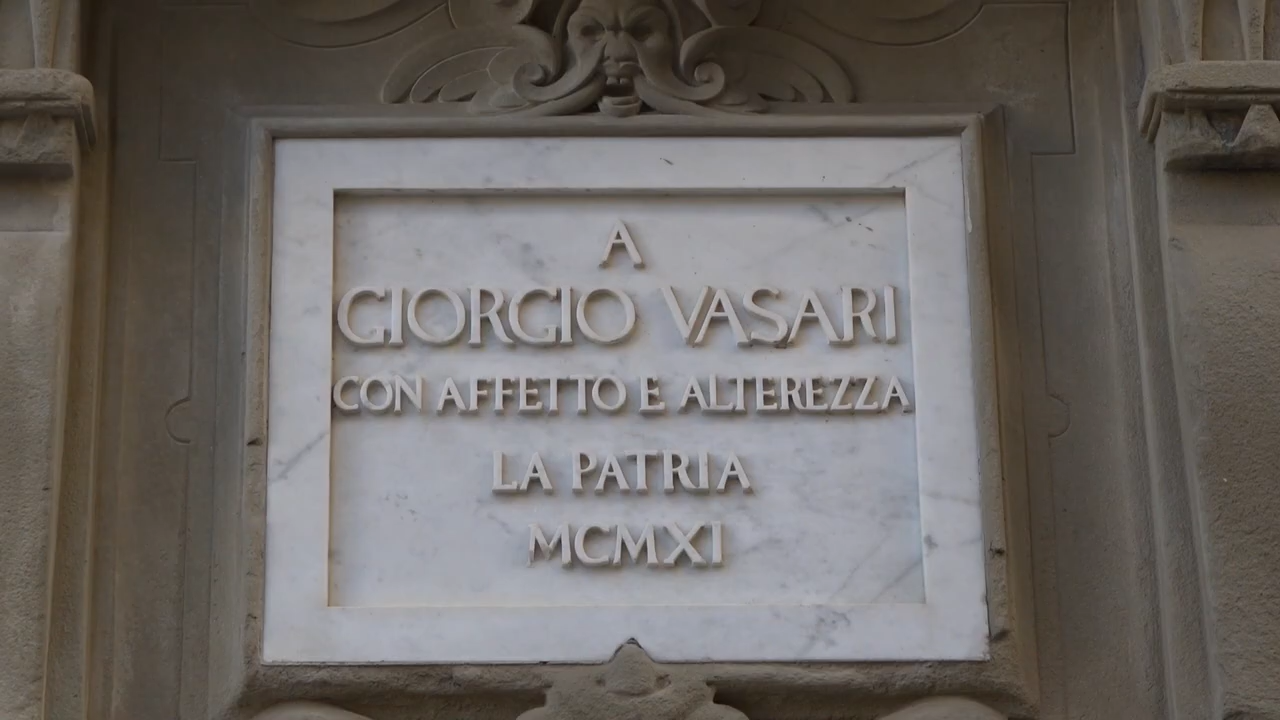 A
GIORGIO VASARI
CON AFFETTO E ALTEREZZA
LA PATRIA
MCMXI